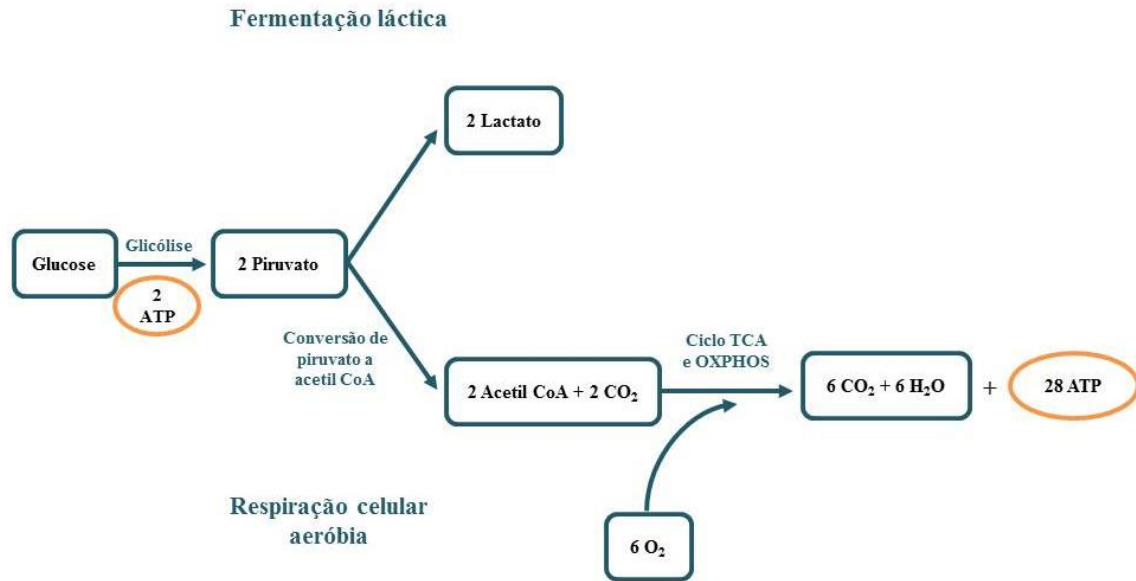 Fermentação láctica
2 Lactato
Glucose
Glicólise
2
ATP
2 Piruvato
Conversão de
piruvato a
acetil CoA
2 Acetil CoA + 2 CO₂
Ciclo TCA
e OXPHOS
6 CO₂ + 6 H₂O
+
28 ATP
Respiração celular
aeróbia
6 O₂